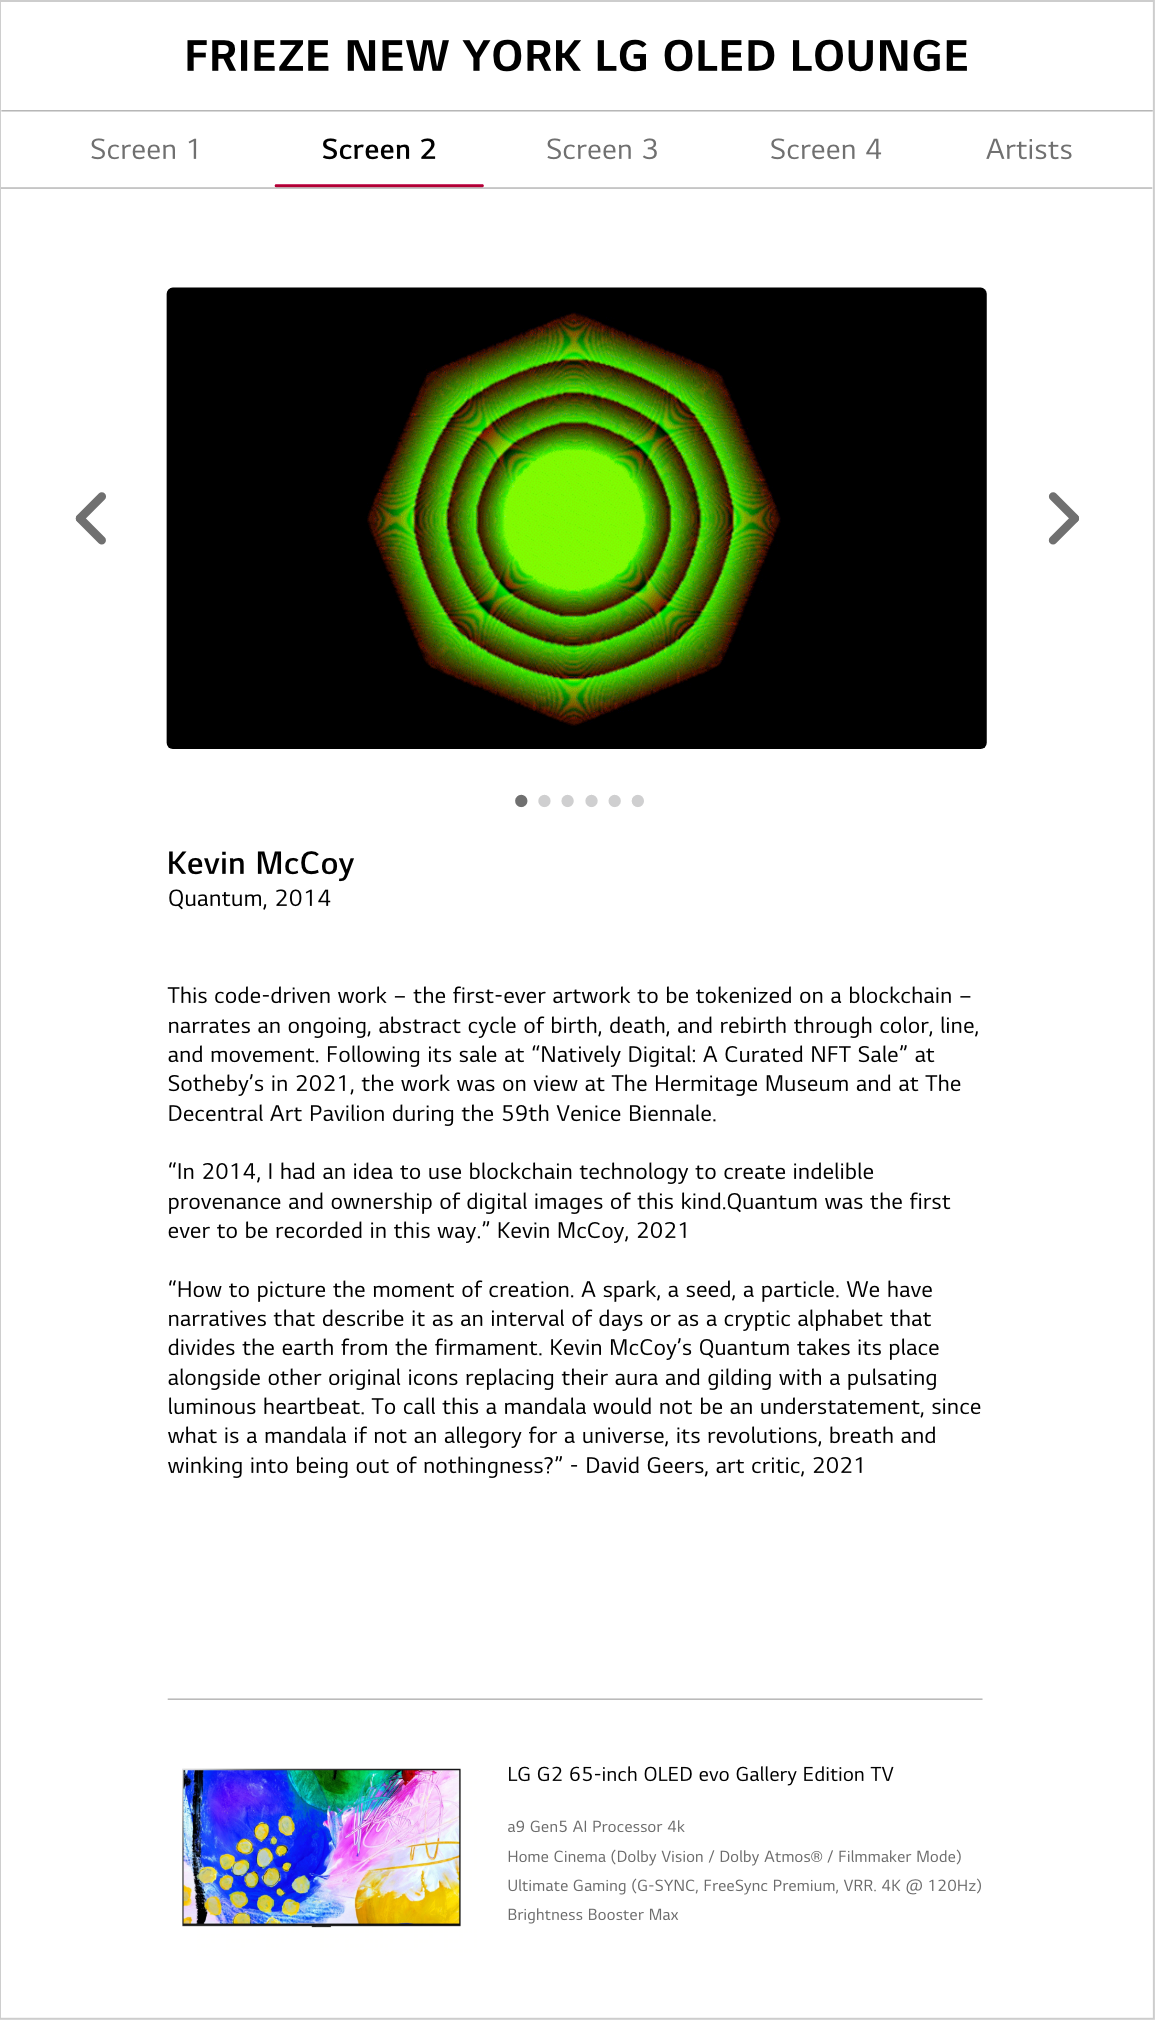 FRIEZE NEW YORK LG OLED LOUNGE
Screen 1
Screen 2
Screen 3
Screen 4
Artists
Kevin McCoy
Quantum, 2014
This code-driven work – the first-ever artwork to be tokenized on a blockchain –
narrates an ongoing, abstract cycle of birth, death, and rebirth through color, line,
and movement. Following its sale at “Natively Digital: A Curated NFT Sale” at
Sotheby’s in 2021, the work was on view at The Hermitage Museum and at The
Decentral Art Pavilion during the 59th Venice Biennale.
“In 2014, I had an idea to use blockchain technology to create indelible
provenance and ownership of digital images of this kind.Quantum was the first
ever to be recorded in this way.” Kevin McCoy, 2021
“How to picture the moment of creation. A spark, a seed, a particle. We have
narratives that describe it as an interval of days or as a cryptic alphabet that
divides the earth from the firmament. Kevin McCoy’s Quantum takes its place
alongside other original icons replacing their aura and gilding with a pulsating
luminous heartbeat. To call this a mandala would not be an understatement, since
what is a mandala if not an allegory for a universe, its revolutions, breath and
winking into being out of nothingness?” - David Geers, art critic, 2021
LG G2 65-inch OLED evo Gallery Edition TV
a9 Gen5 AI Processor 4k
Home Cinema (Dolby Vision / Dolby Atmos® / Filmmaker Mode)
Ultimate Gaming (G-SYNC, FreeSync Premium, VRR. 4K @ 120Hz)
Brightness Booster Max